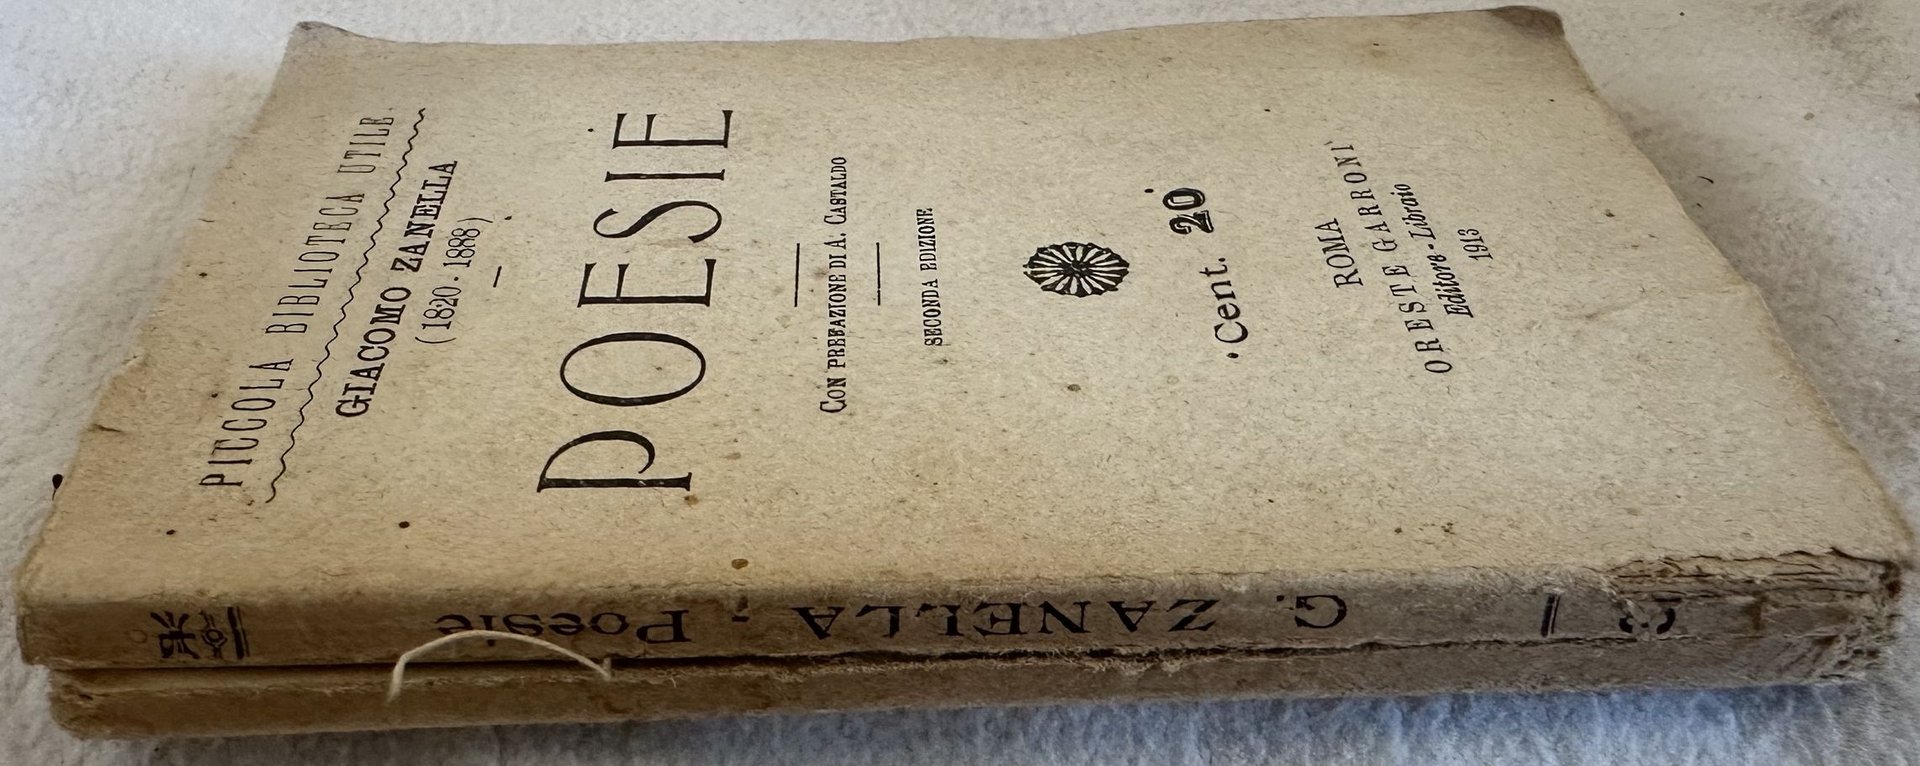 PICCOLA BIBLIOTECA UTILE
GIACOMO ZANELLA
(1820-1888)
POESIE
CON PREFAZIONE DI A. CASTALDO
SECONDA EDIZIONE
Cent. 20
ROMA
ORESTE GARRONI
Editore-Libraio
1913
G. ZANELLA - Poesie